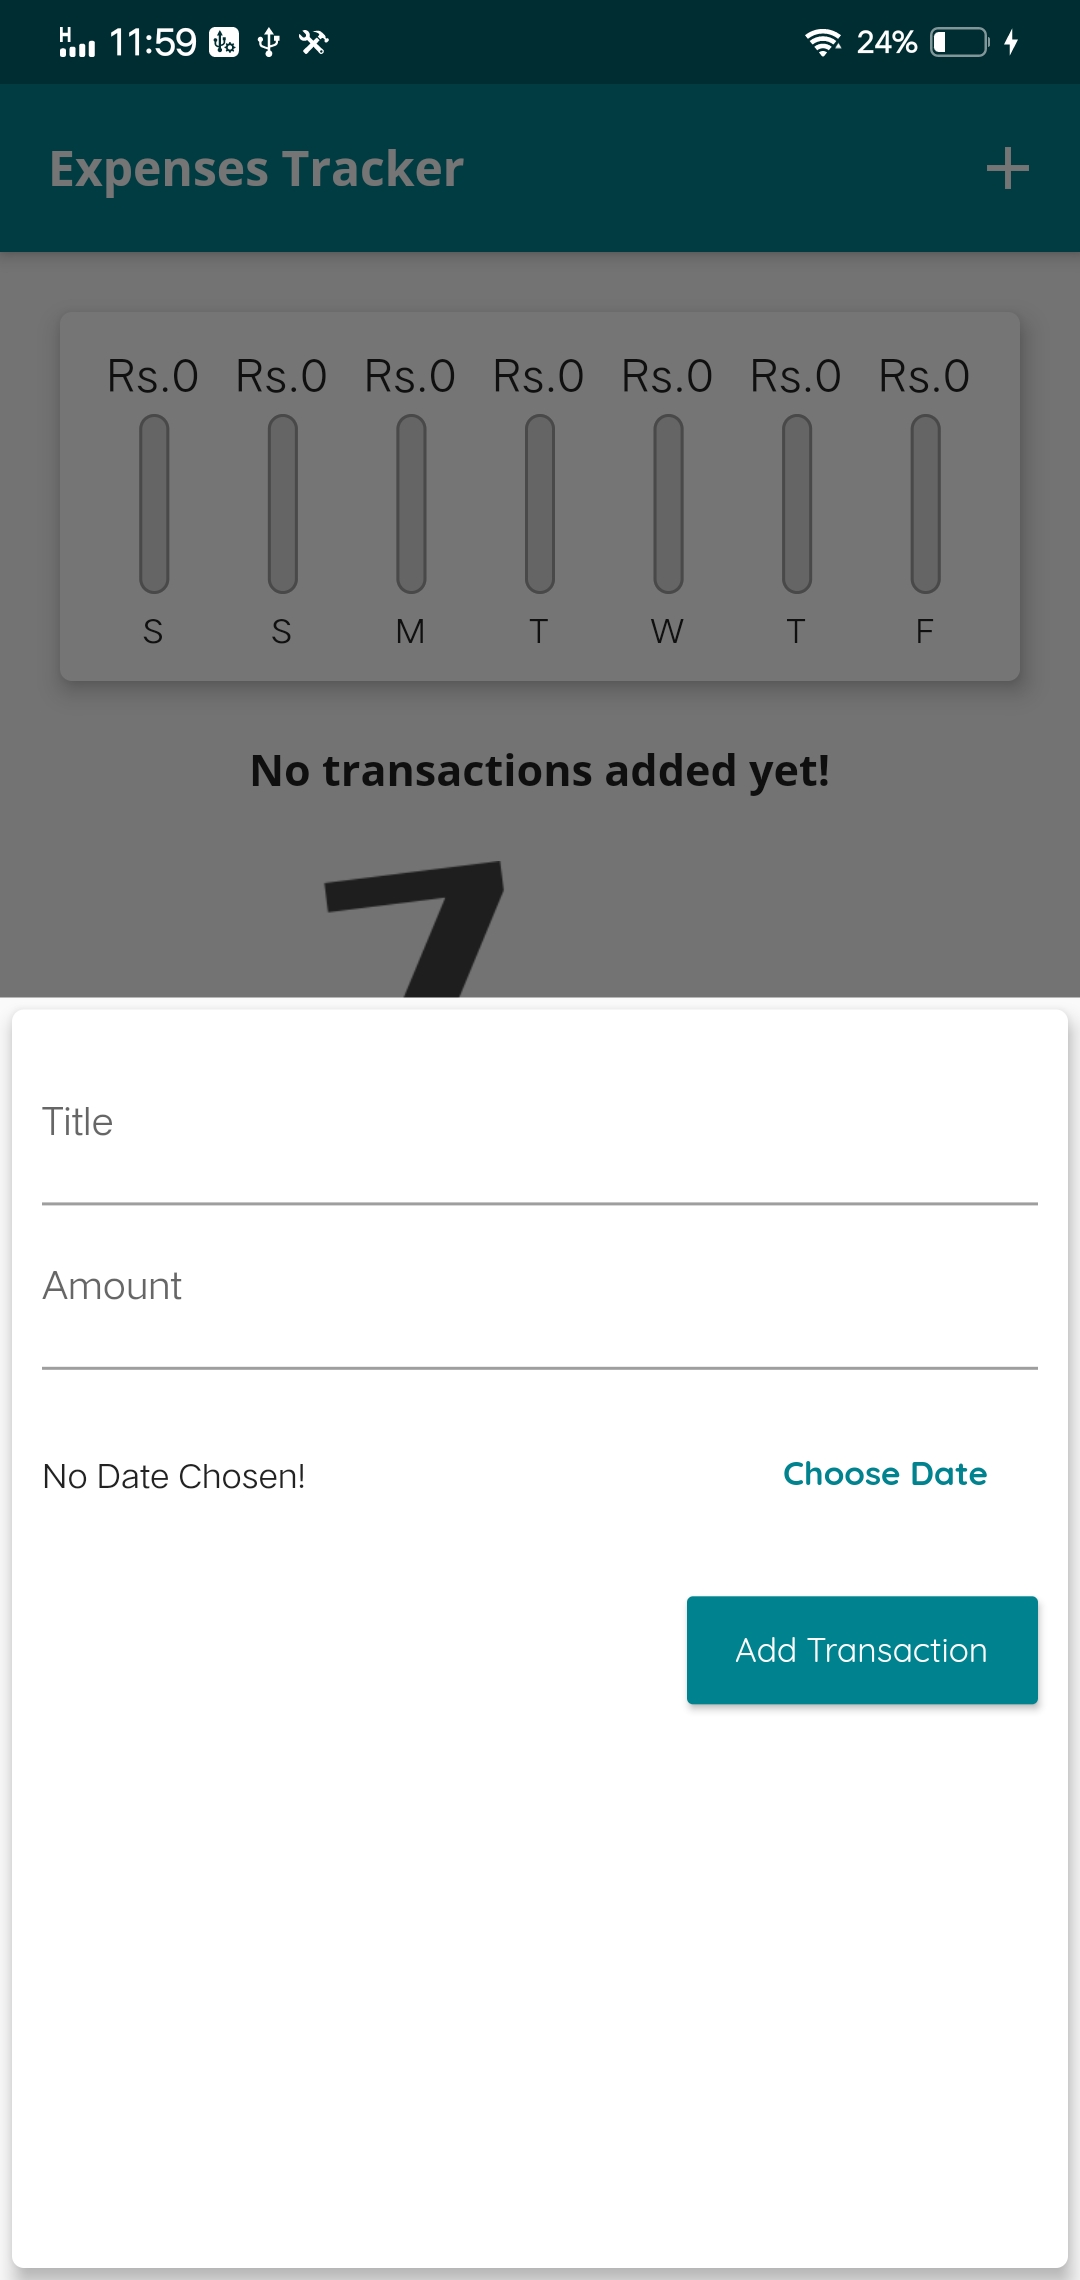 H 11:59 24%
Expenses Tracker +
Rs.0 Rs.0 Rs.0 Rs.0 Rs.0 Rs.0 Rs.0
S S M T W T F
No transactions added yet!
Title
Amount
No Date Chosen! Choose Date
Add Transaction